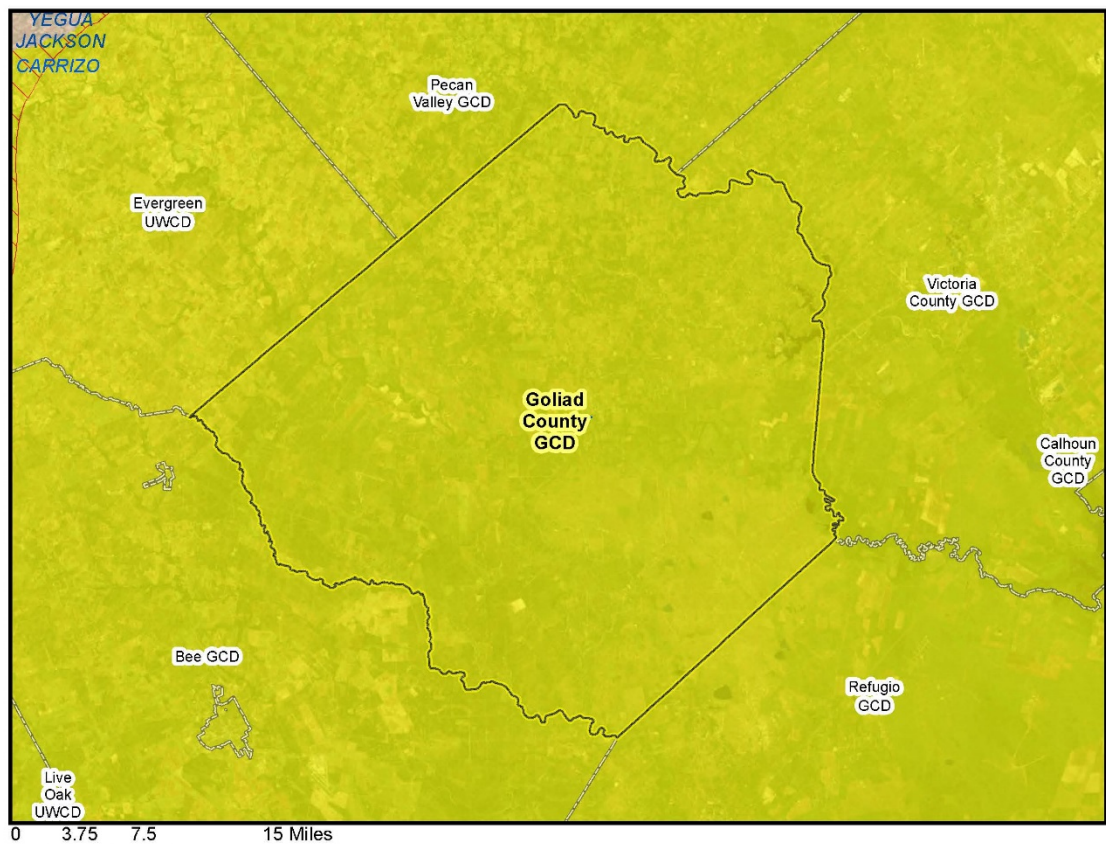 YEGUA
JACKSON
CARRIZO
Pecan
Valley GCD
Evergreen
UWCD
Victoria
County GCD
Goliad
County
GCD
Calhoun
County
GCD
Bee GCD
Refugio
GCD
Live
Oak
UWCD
0 3.75 7.5 15 Miles